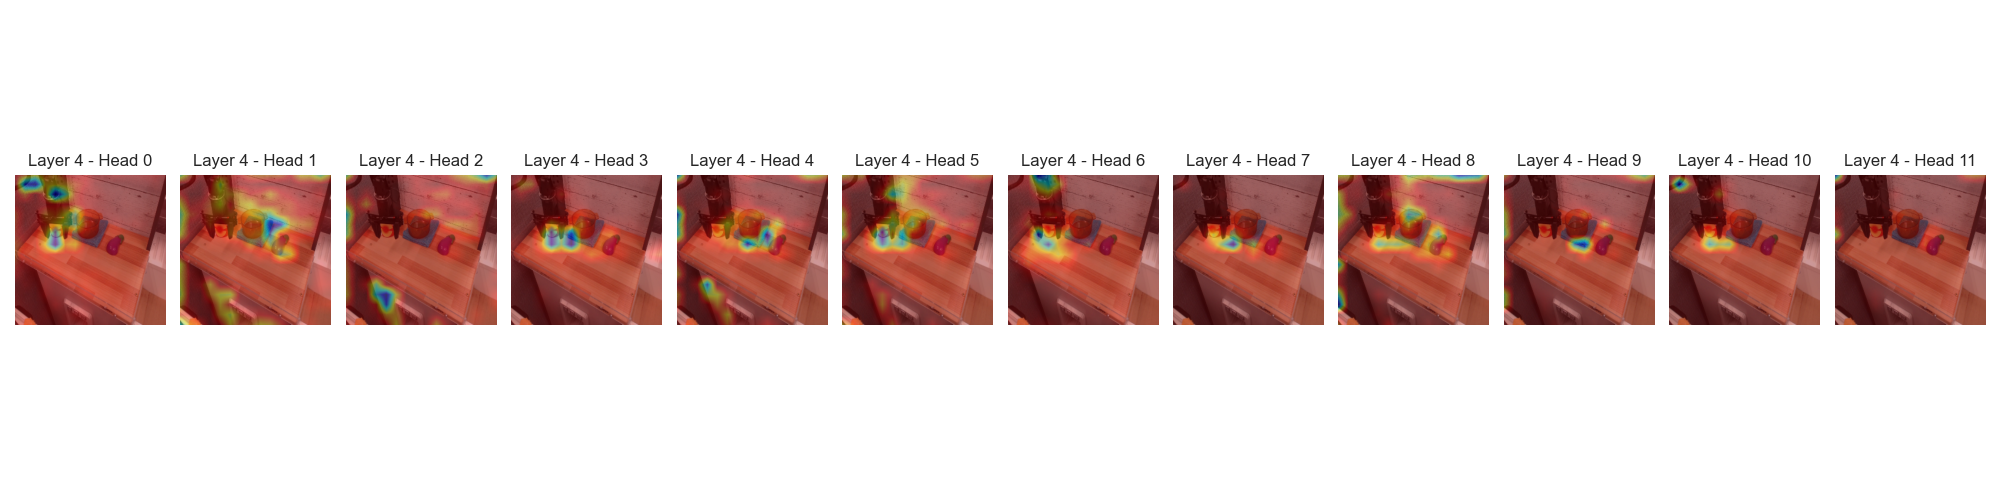 Layer 4 - Head 0
Layer 4 - Head 1
Layer 4 - Head 2
Layer 4 - Head 3
Layer 4 - Head 4
Layer 4 - Head 5
Layer 4 - Head 6
Layer 4 - Head 7
Layer 4 - Head 8
Layer 4 - Head 9
Layer 4 - Head 10
Layer 4 - Head 11